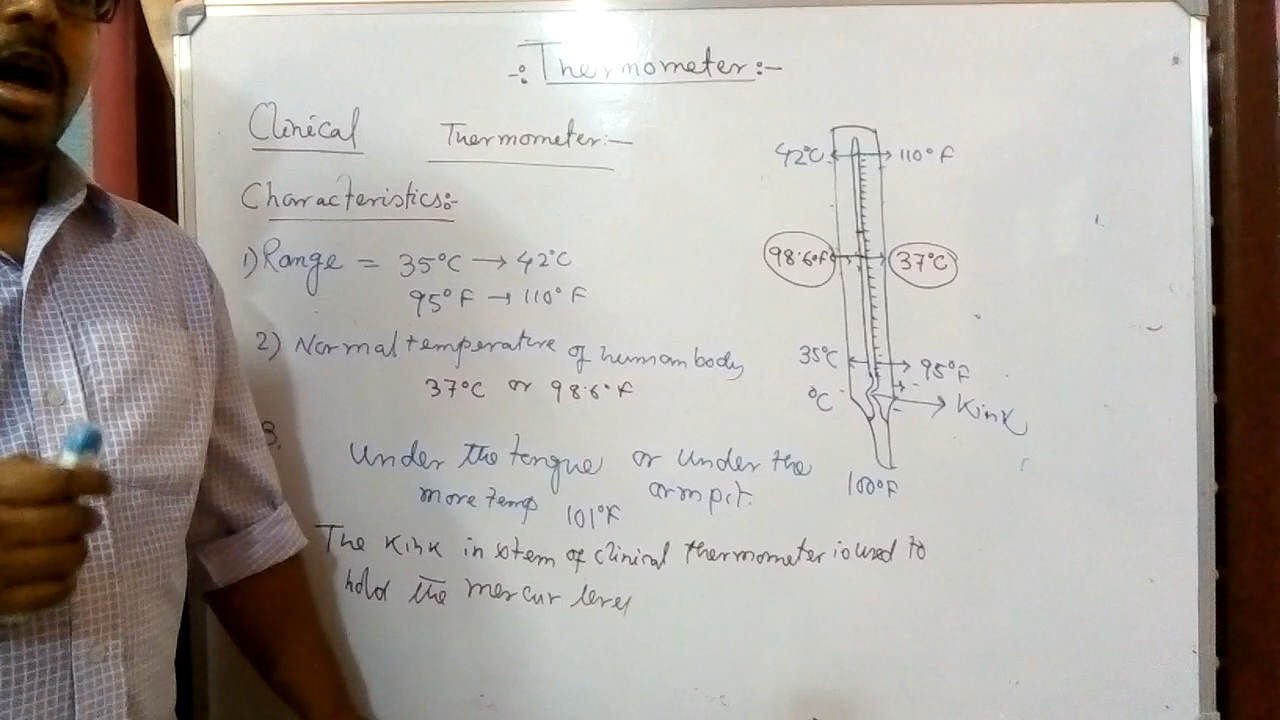 -: Thermometer:-
Clinical Thermometer:-
Characteristics:-
1) Range = 35°C → 42°C
95°F → 110°F
2) Normal temperature of human body
37°C or 98.6°F
3.
Under the tongue or under the
more temp 101°F armpit.
The Kink in stem of clinical thermometer is used to
hold the mercur level
42°C 110°F
98.6°F 37°C
35°C 95°F
°C Kink
100°F